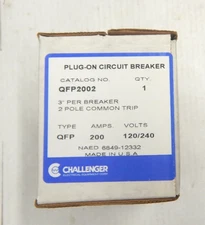 PLUG-ON CIRCUIT BREAKER
CATALOG NO. QTY.
QFP2002 1
3" PER BREAKER
2 POLE COMMON TRIP
TYPE AMPS. VOLTS
QFP 200 120/240
NAED 6649-12332
MADE IN U.S.A.
CHALLENGER